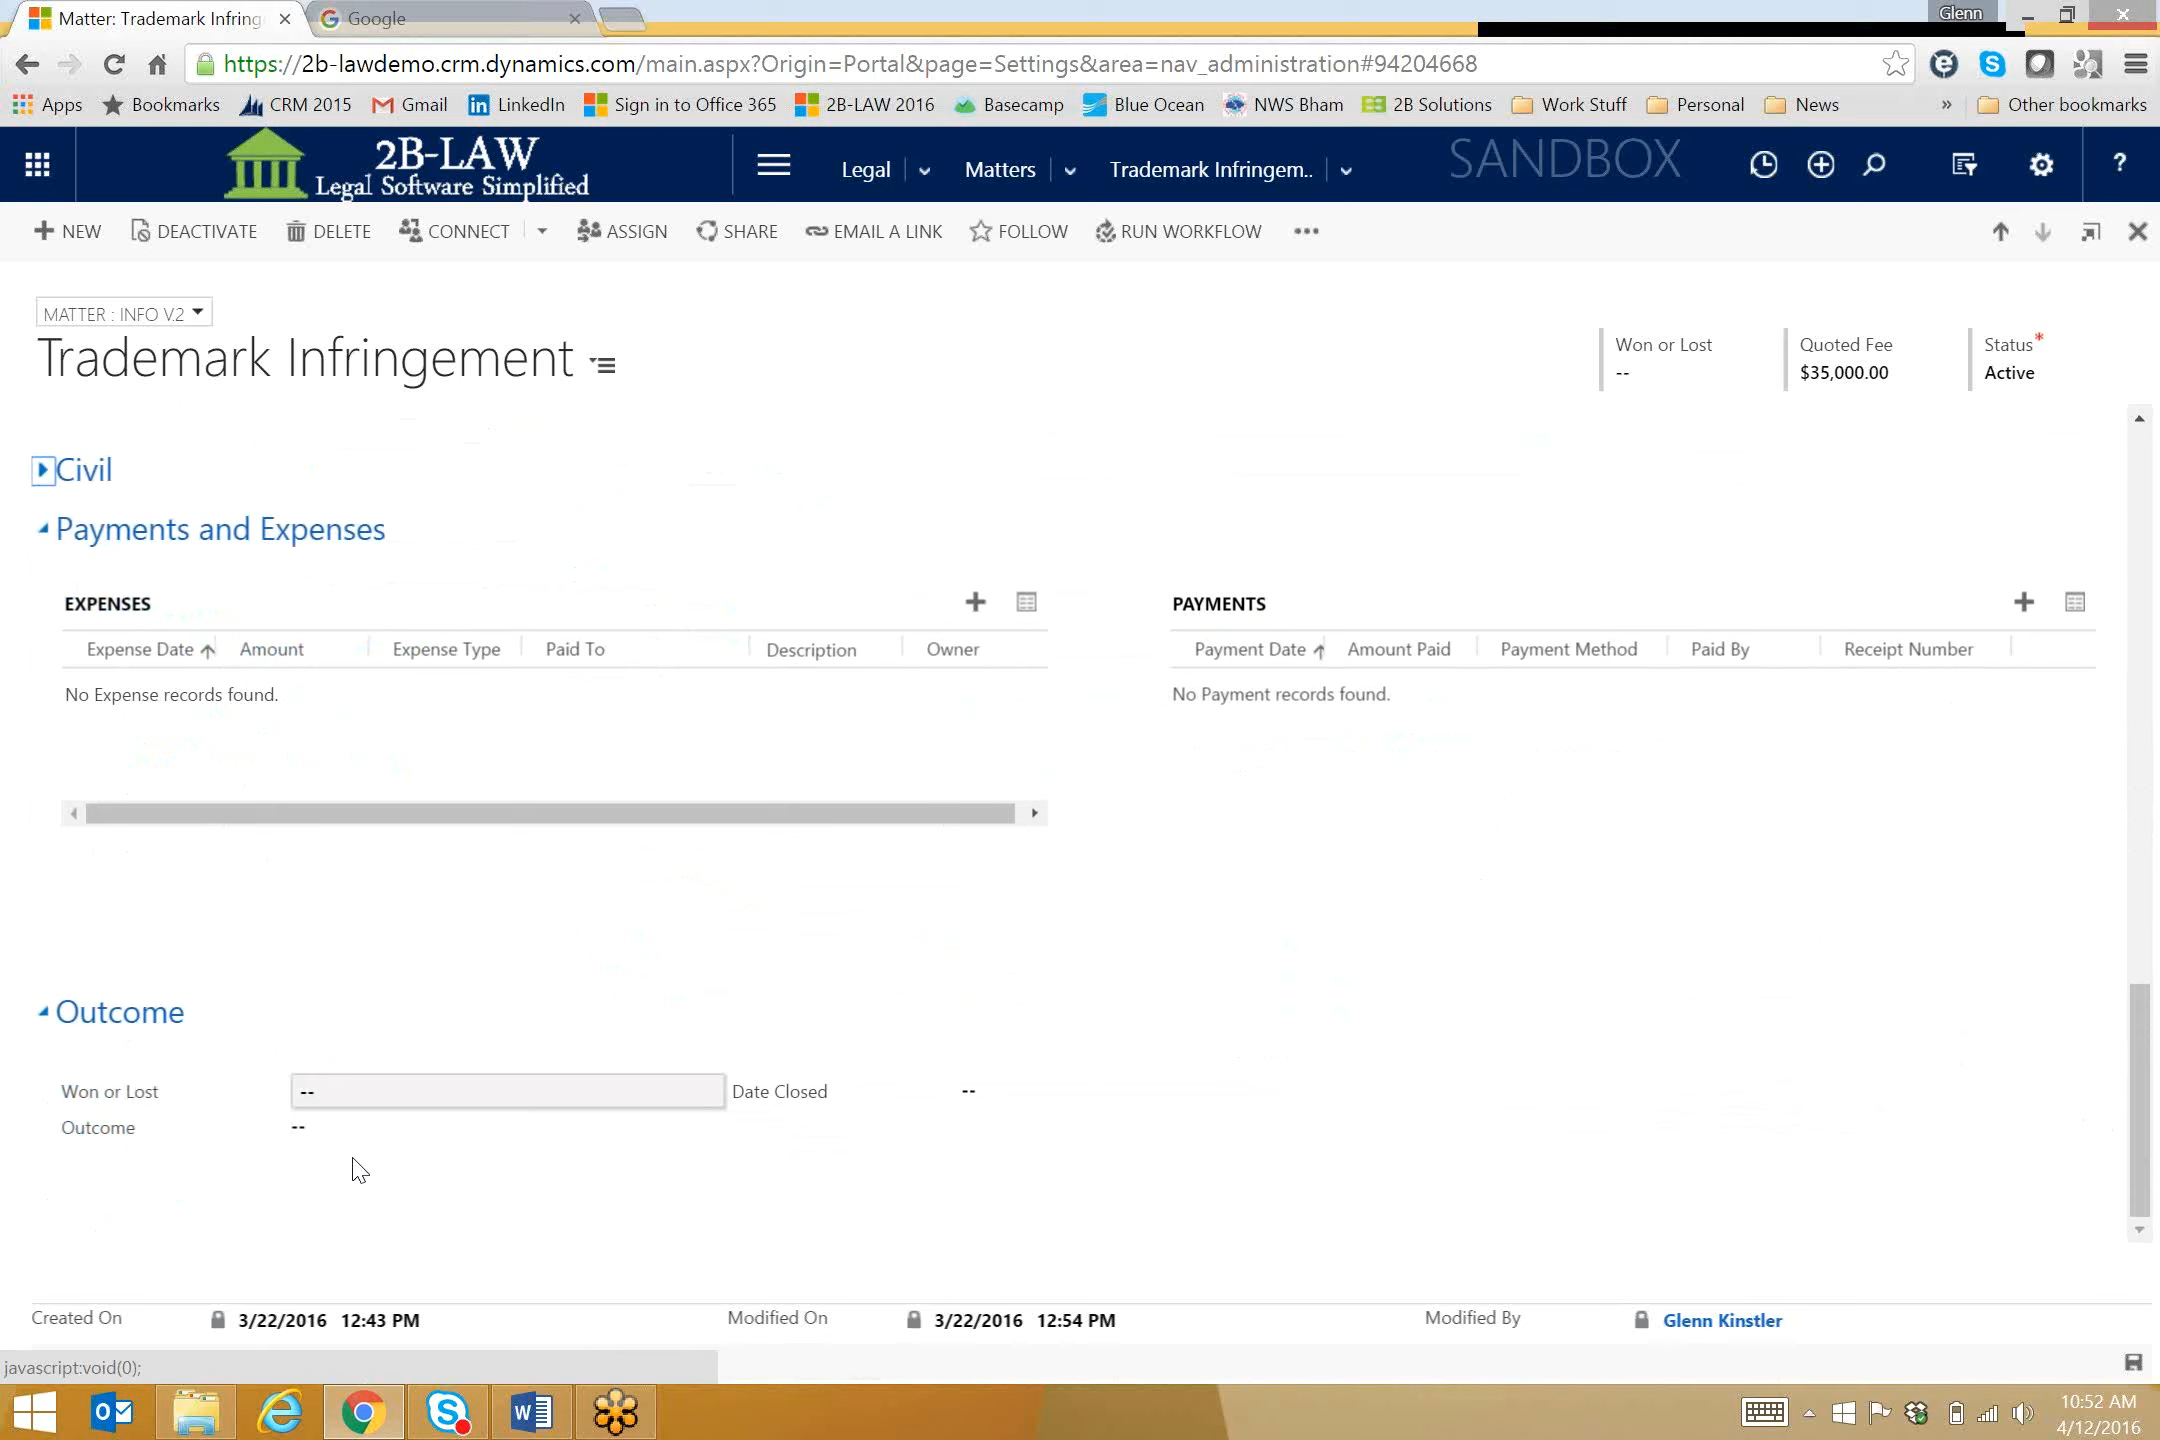 Matter: Trademark Infring
Google
Glenn
https://2b-lawdemo.crm.dynamics.com/main.aspx?Origin=Portal&page=Settings&area=nav_administration#94204668
Apps
Bookmarks
CRM 2015
Gmail
LinkedIn
Sign in to Office 365
2B-LAW 2016
Basecamp
Blue Ocean
NWS Bham
2B Solutions
Work Stuff
Personal
News
»
Other bookmarks
2B-LAW
Legal Software Simplified
Legal
Matters
Trademark Infringem..
SANDBOX
?
NEW
DEACTIVATE
DELETE
CONNECT
ASSIGN
SHARE
EMAIL A LINK
FOLLOW
RUN WORKFLOW
•••
MATTER : INFO V.2
Trademark Infringement
Won or Lost
--
Quoted Fee
$35,000.00
Status*
Active
Civil
Payments and Expenses
EXPENSES
Expense Date
Amount
Expense Type
Paid To
Description
Owner
No Expense records found.
PAYMENTS
Payment Date
Amount Paid
Payment Method
Paid By
Receipt Number
No Payment records found.
Outcome
Won or Lost
--
Date Closed
--
Outcome
--
Created On
3/22/2016 12:43 PM
Modified On
3/22/2016 12:54 PM
Modified By
Glenn Kinstler
javascript:void(0);
10:52 AM
4/12/2016